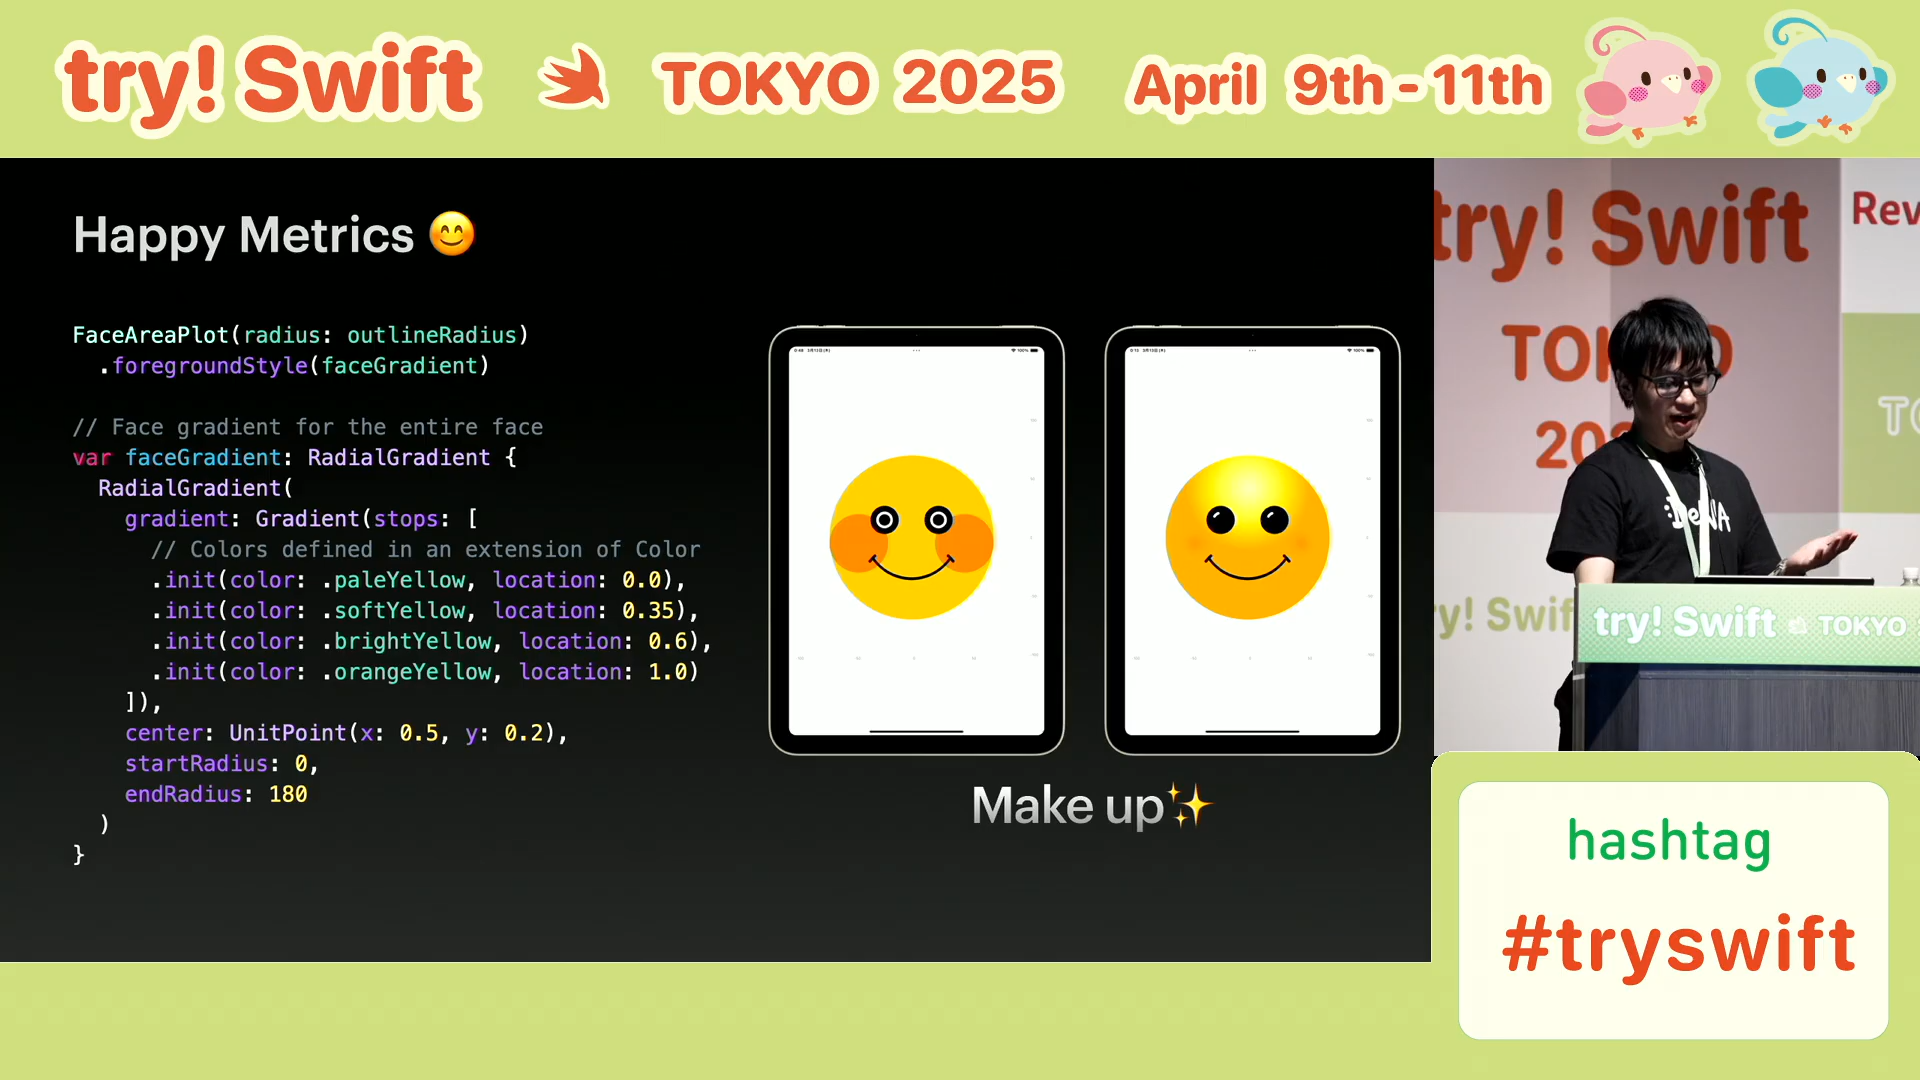 try! Swift TOKYO 2025 April 9th - 11th
Happy Metrics 😊
FaceAreaPlot(radius: outlineRadius)
  .foregroundStyle(faceGradient)
// Face gradient for the entire face
var faceGradient: RadialGradient {
  RadialGradient(
    gradient: Gradient(stops: [
      // Colors defined in an extension of Color
      .init(color: .paleYellow, location: 0.0),
      .init(color: .softYellow, location: 0.35),
      .init(color: .brightYellow, location: 0.6),
      .init(color: .orangeYellow, location: 1.0)
    ]),
    center: UnitPoint(x: 0.5, y: 0.2),
    startRadius: 0,
    endRadius: 180
  )
}
Make up✨
try! Swift
TOKYO
Rev
DeNA
try! Swift TOKYO
hashtag
#tryswift